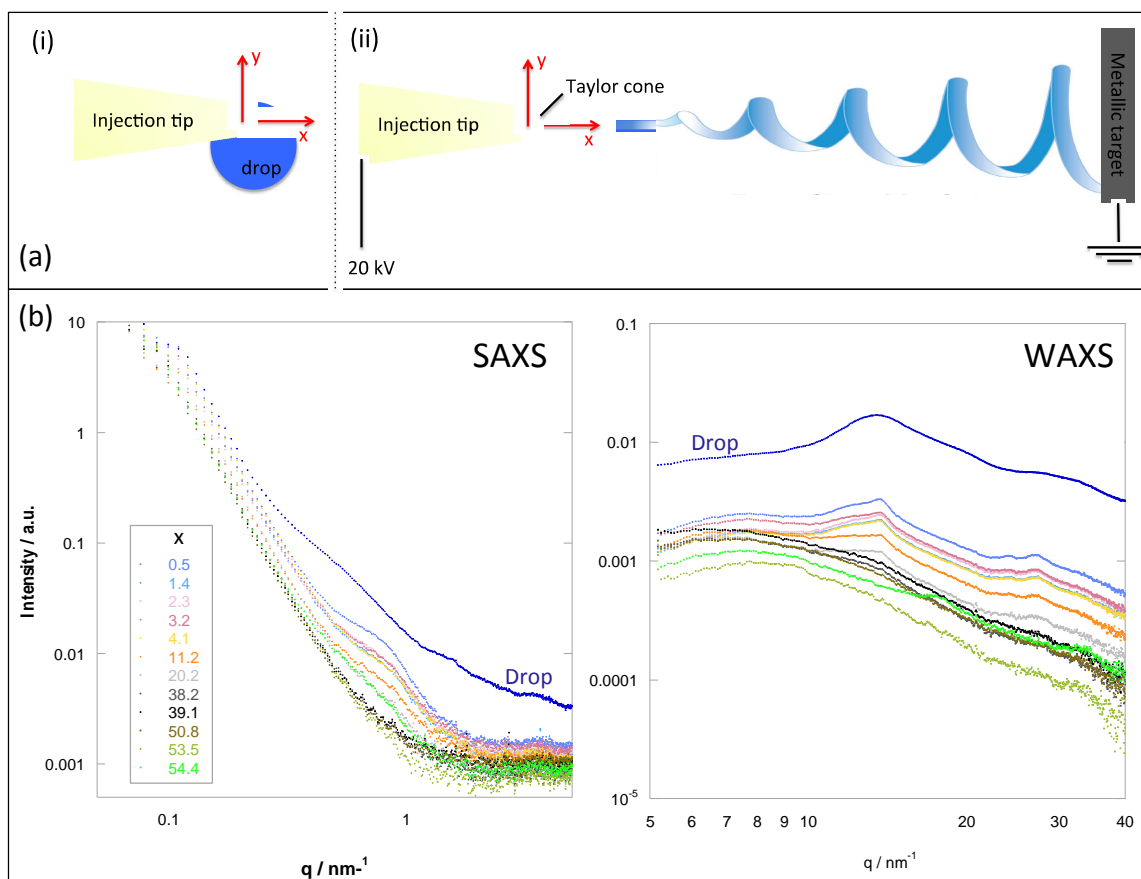 (i)
y
Injection tip
x
drop
(ii)
y
Taylor cone
Injection tip
x
Metallic target
20 kV
(a)
(b)
SAXS
10
1
0.1
0.01
0.001
Intensity / a.u.
X
0.5
1.4
2.3
3.2
4.1
11.2
20.2
38.2
39.1
50.8
53.5
54.4
Drop
0.1
1
q / nm-¹
WAXS
0.1
0.01
0.001
0.0001
10⁻⁵
Drop
5
6
7
8
9
10
20
30
40
q / nm⁻¹